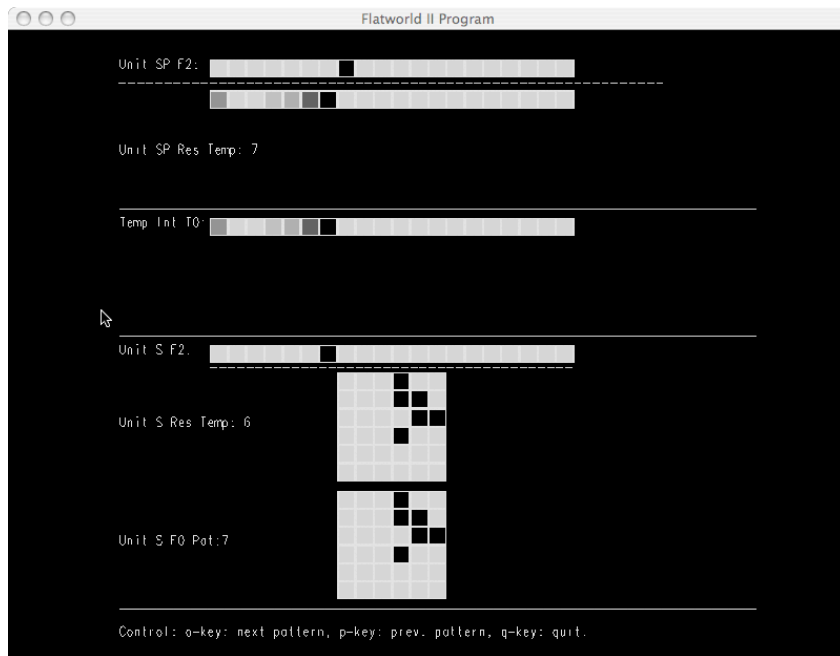 Flatworld II Program
Unit SP F2:
Unit SP Res Temp: 7
Temp Int T0:
Unit S F2.
Unit S Res Temp: 6
Unit S F0 Pat:7
Control: o-key: next pattern, p-key: prev. pattern, q-key: quit.